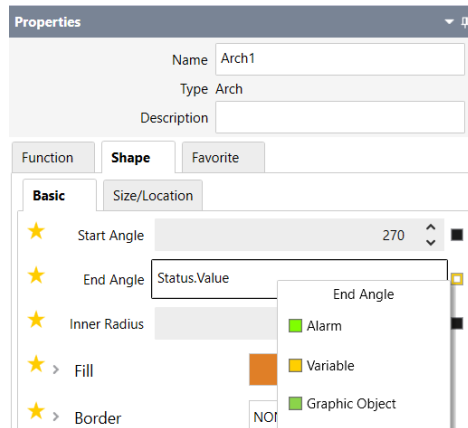 Properties
Name Arch1
Type Arch
Description
Function Shape Favorite
Basic Size/Location
Start Angle 270
End Angle Status.Value
End Angle
Inner Radius
Alarm
Variable
Fill
Graphic Object
Border